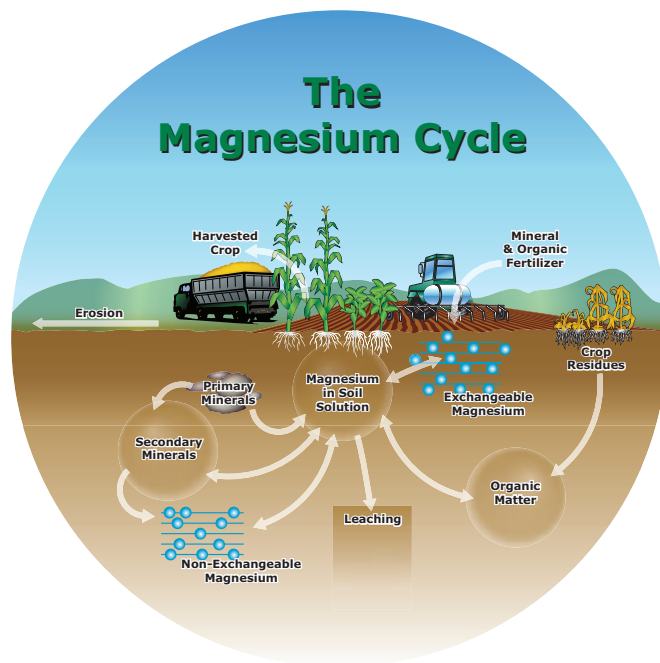 The
Magnesium Cycle
Harvested
Crop
Mineral
& Organic
Fertilizer
Erosion
Crop
Residues
Primary
Minerals
Magnesium
in Soil
Solution
Exchangeable
Magnesium
Secondary
Minerals
Organic
Matter
Leaching
Non-Exchangeable
Magnesium